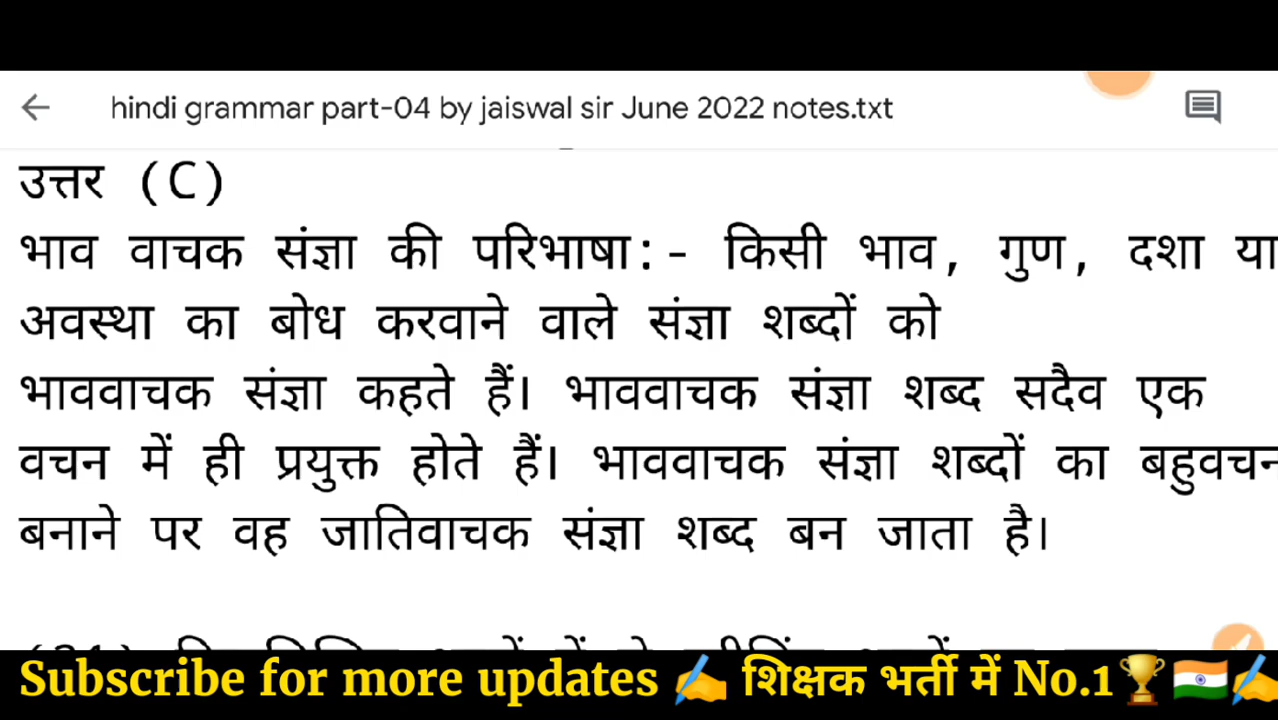 hindi grammar part-04 by jaiswal sir June 2022 notes.txt
उत्तर (C)
भाव वाचक संज्ञा की परिभाषा:- किसी भाव, गुण, दशा या
अवस्था का बोध करवाने वाले संज्ञा शब्दों को
भाववाचक संज्ञा कहते हैं। भाववाचक संज्ञा शब्द सदैव एक
वचन में ही प्रयुक्त होते हैं। भाववाचक संज्ञा शब्दों का बहुवचन
बनाने पर वह जातिवाचक संज्ञा शब्द बन जाता है।
Subscribe for more updates ✍️ शिक्षक भर्ती में No.1🏆🇮🇳✍️